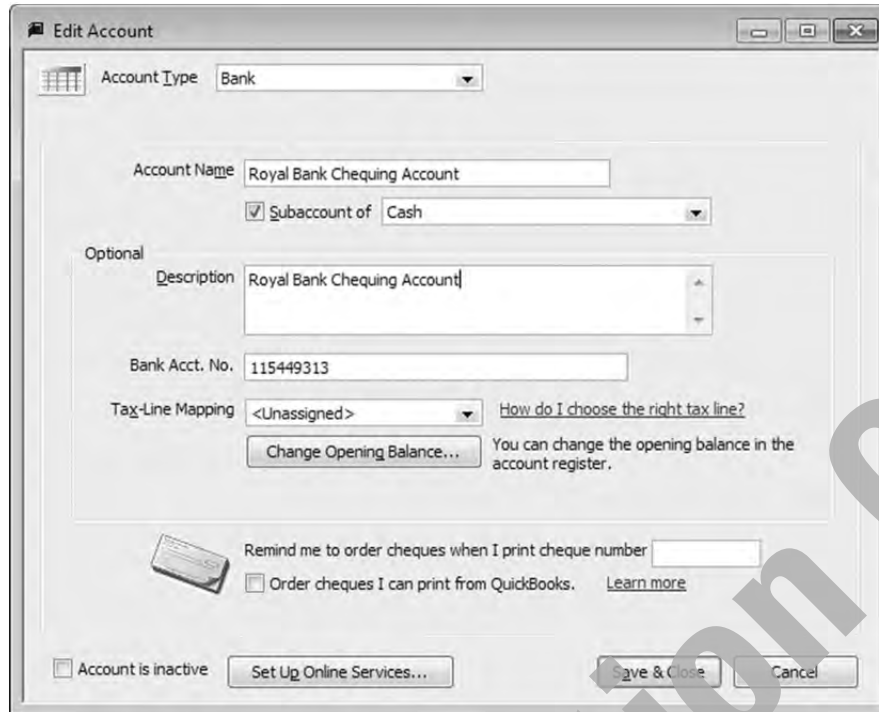 Edit Account
Account Type Bank
Account Name Royal Bank Chequing Account
Subaccount of Cash
Optional
Description Royal Bank Chequing Account
Bank Acct. No. 115449313
Tax-Line Mapping <Unassigned> How do I choose the right tax line?
Change Opening Balance... You can change the opening balance in the
account register.
Remind me to order cheques when I print cheque number
Order cheques I can print from QuickBooks. Learn more
Account is inactive Set Up Online Services... Save & Close Cancel